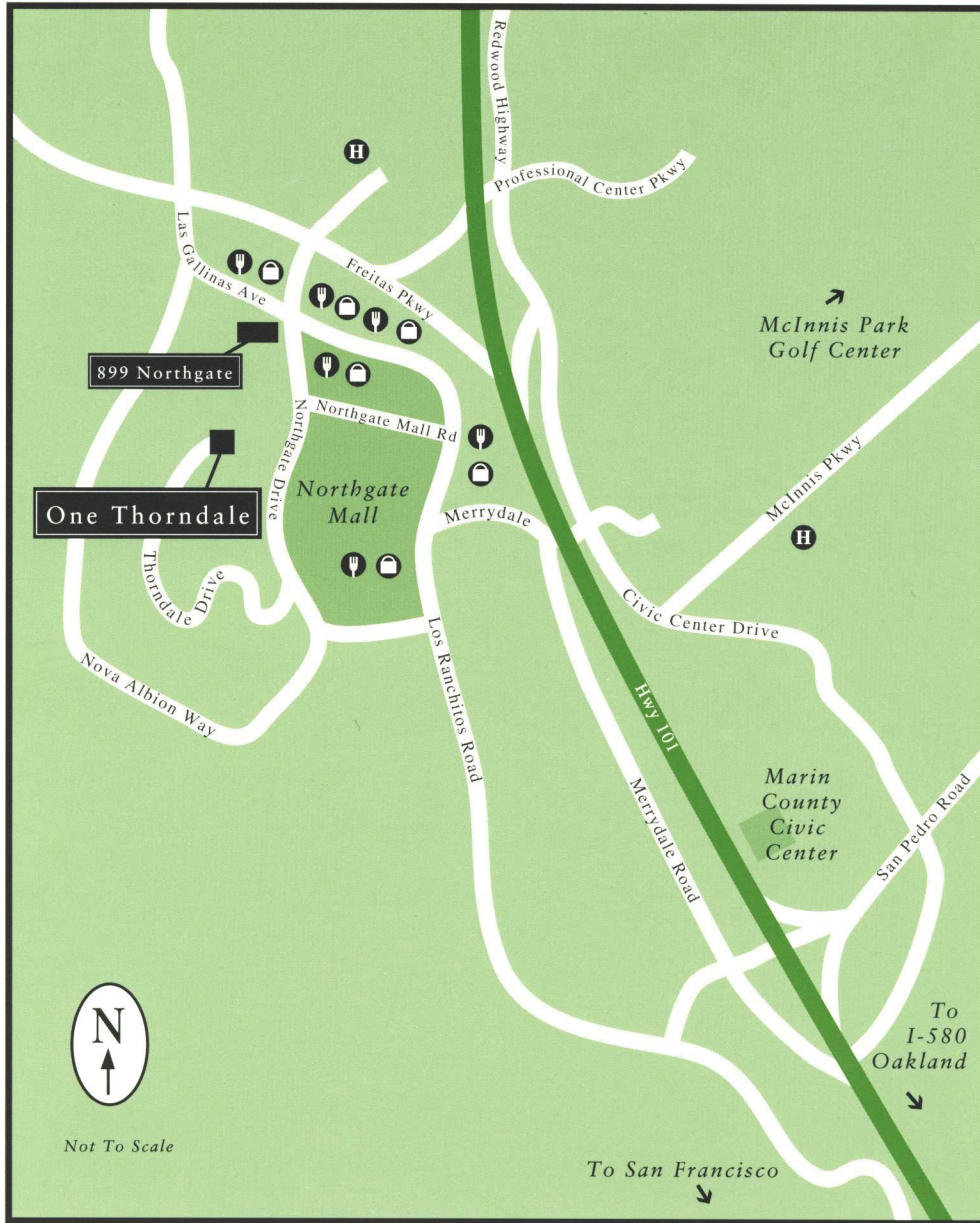 Redwood Highway
H
Professional Center Pkwy
Las Gallinas Ave
Freitas Pkwy
McInnis Park
Golf Center
899 Northgate
Northgate Mall Rd
Northgate Drive
One Thorndale
Northgate
Mall
Merrydale
McInnis Pkwy
H
Thorndale Drive
Civic Center Drive
Nova Albion Way
Los Ranchitos Road
Hwy 101
Marin
County
Civic
Center
Merrydale Road
San Pedro Road
N
To
I-580
Oakland
Not To Scale
To San Francisco